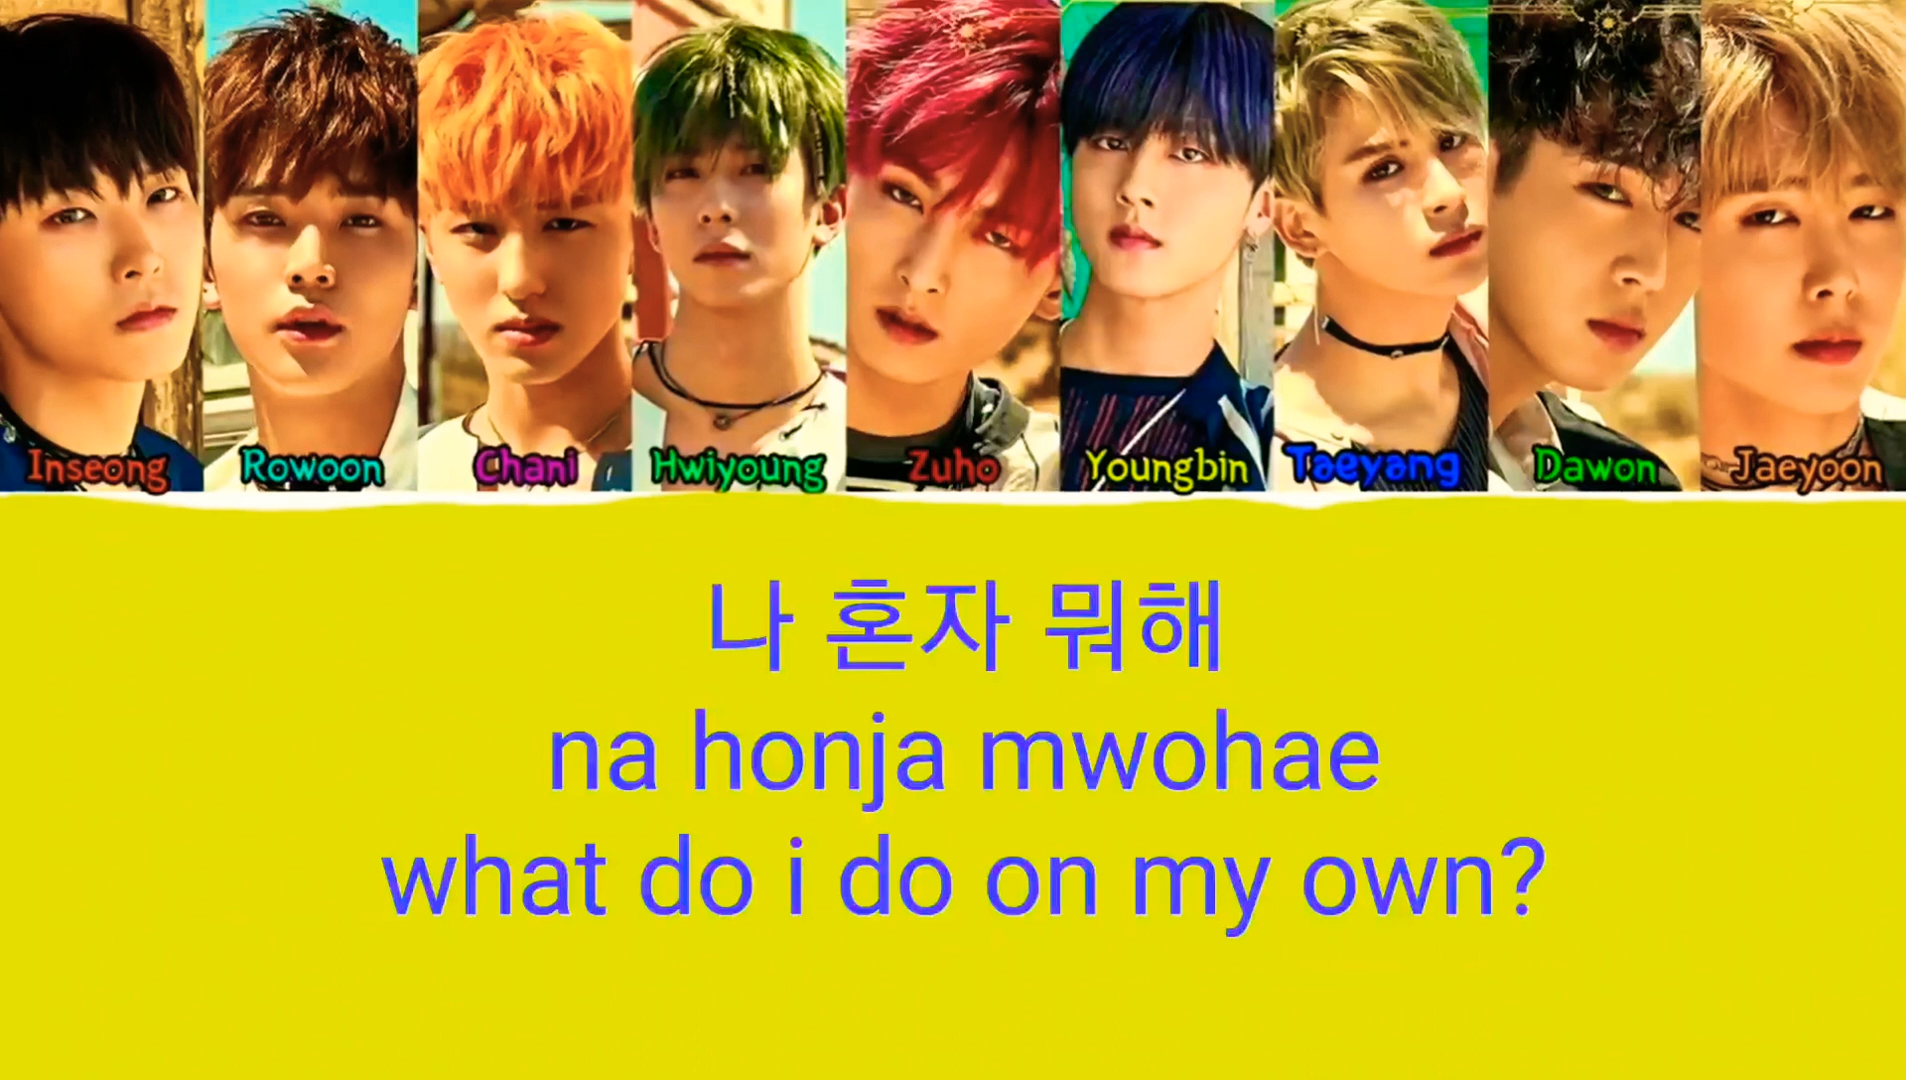 Inseong Rowoon Chani Hwiyoung Zuho Youngbin Taeyang Dawon Jaeyoon
나 혼자 뭐해
na honja mwohae
what do i do on my own?